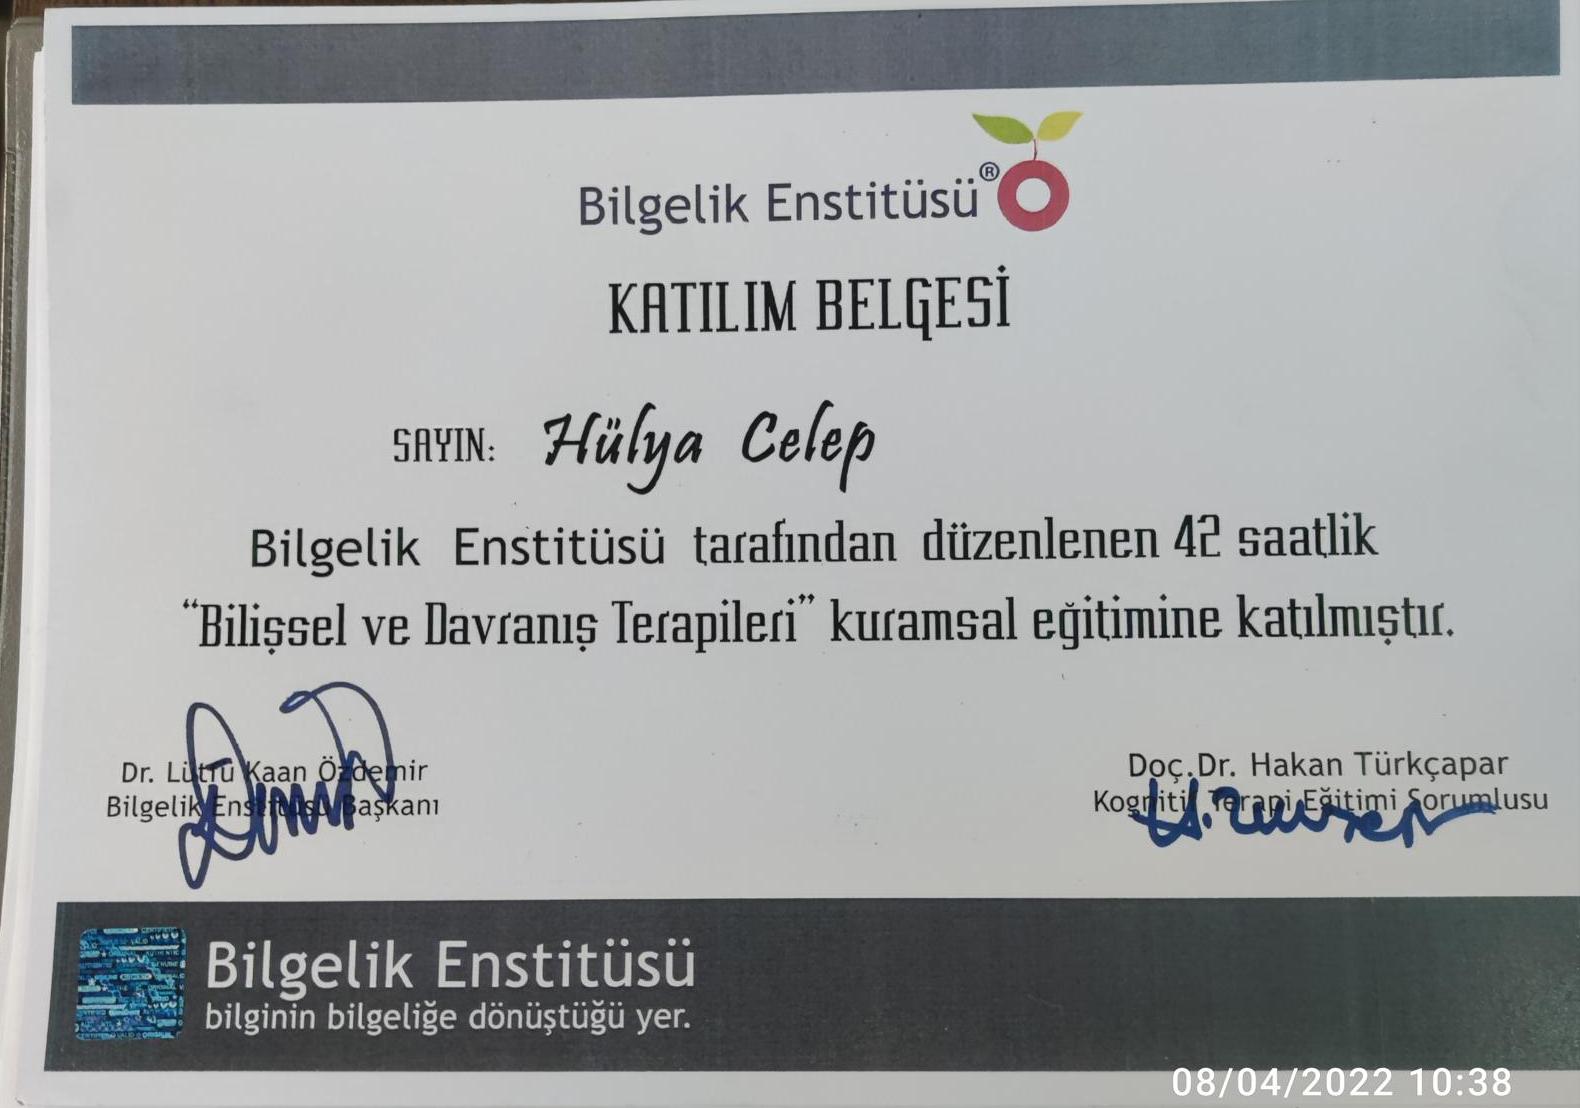 Bilgelik Enstitüsü®
KATILIM BELGESİ
SAYIN: Hülya Celep
Bilgelik Enstitüsü tarafından düzenlenen 42 saatlik
“Bilişsel ve Davranış Terapileri” kuramsal eğitimine katılmıştır.
Dr. Lütfü Kaan Özdemir
Bilgelik Enstitüsü Başkanı
Doç.Dr. Hakan Türkçapar
Kognitif Terapi Eğitimi Sorumlusu
Bilgelik Enstitüsü
bilginin bilgeliğe dönüştüğü yer.
08/04/2022 10:38